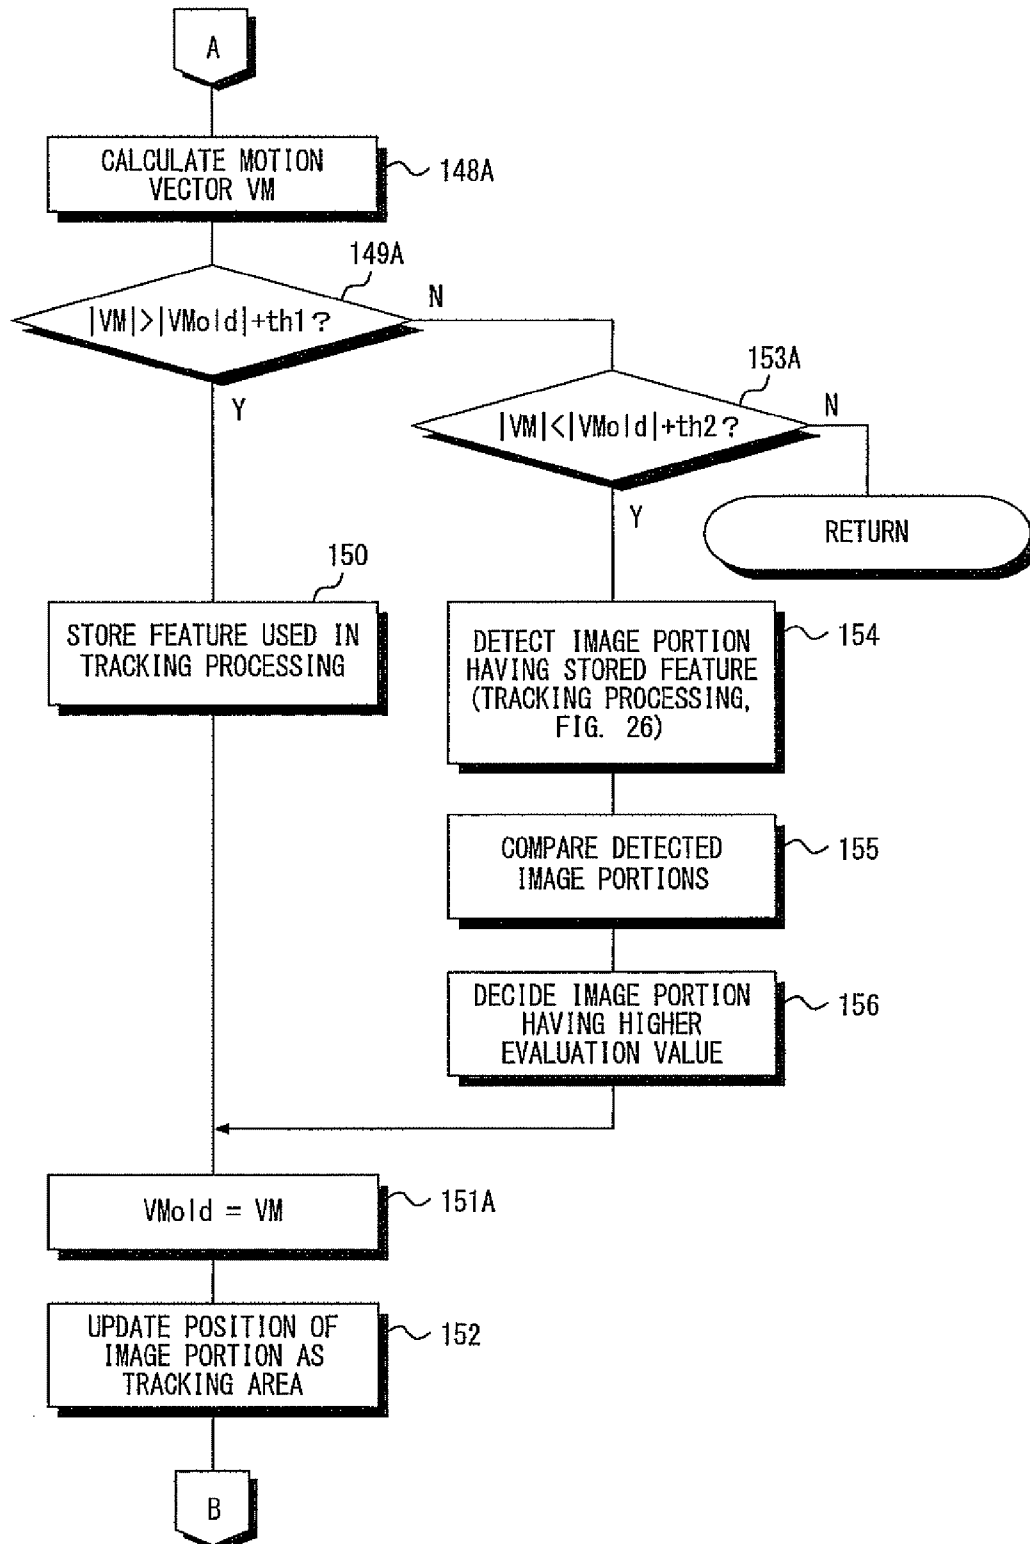 A
CALCULATE MOTION
VECTOR VM
148A
149A
|VM|>|VMold|+th1?
N
Y
153A
|VM|<|VMold|+th2?
N
Y
RETURN
150
STORE FEATURE USED IN
TRACKING PROCESSING
DETECT IMAGE PORTION
HAVING STORED FEATURE
(TRACKING PROCESSING,
FIG. 26)
154
COMPARE DETECTED
IMAGE PORTIONS
155
DECIDE IMAGE PORTION
HAVING HIGHER
EVALUATION VALUE
156
VMold = VM
151A
UPDATE POSITION OF
IMAGE PORTION AS
TRACKING AREA
152
B